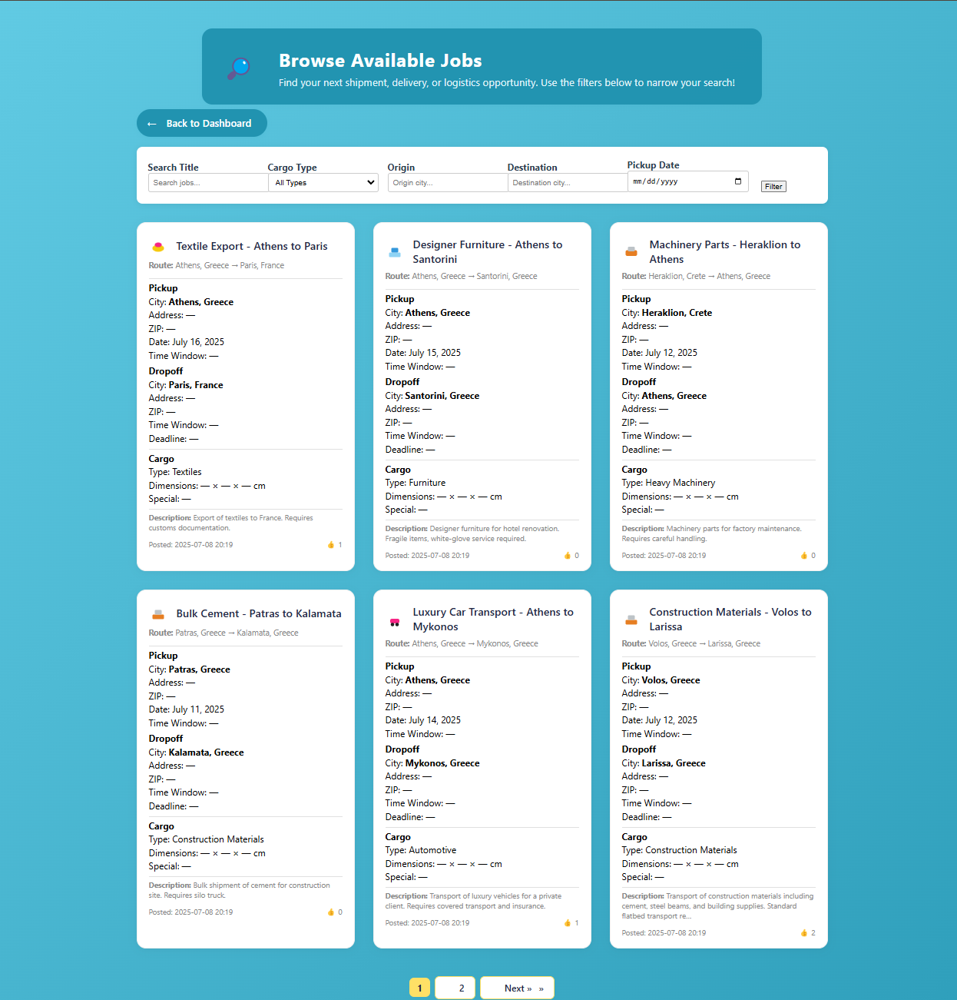 Browse Available Jobs
Find your next shipment, delivery, or logistics opportunity. Use the filters below to narrow your search!
← Back to Dashboard
Search Title
Search jobs...
Cargo Type
All Types
Origin
Origin city...
Destination
Destination city...
Pickup Date
mm/dd/yyyy
Filter
Textile Export - Athens to Paris
Route: Athens, Greece → Paris, France
Pickup
City: Athens, Greece
Address: —
ZIP: —
Date: July 16, 2025
Time Window: —
Dropoff
City: Paris, France
Address: —
ZIP: —
Time Window: —
Deadline: —
Cargo
Type: Textiles
Dimensions: — × — × — cm
Special: —
Description: Export of textiles to France. Requires
customs documentation.
Posted: 2025-07-08 20:19 👍 1
Designer Furniture - Athens to
Santorini
Route: Athens, Greece → Santorini, Greece
Pickup
City: Athens, Greece
Address: —
ZIP: —
Date: July 15, 2025
Time Window: —
Dropoff
City: Santorini, Greece
Address: —
ZIP: —
Time Window: —
Deadline: —
Cargo
Type: Furniture
Dimensions: — × — × — cm
Special: —
Description: Designer furniture for hotel renovation.
Fragile items, white-glove service required.
Posted: 2025-07-08 20:19 👍 0
Machinery Parts - Heraklion to
Athens
Route: Heraklion, Crete → Athens, Greece
Pickup
City: Heraklion, Crete
Address: —
ZIP: —
Date: July 12, 2025
Time Window: —
Dropoff
City: Athens, Greece
Address: —
ZIP: —
Time Window: —
Deadline: —
Cargo
Type: Heavy Machinery
Dimensions: — × — × — cm
Special: —
Description: Machinery parts for factory maintenance.
Requires careful handling.
Posted: 2025-07-08 20:19 👍 0
Bulk Cement - Patras to Kalamata
Route: Patras, Greece → Kalamata, Greece
Pickup
City: Patras, Greece
Address: —
ZIP: —
Date: July 11, 2025
Time Window: —
Dropoff
City: Kalamata, Greece
Address: —
ZIP: —
Time Window: —
Deadline: —
Cargo
Type: Construction Materials
Dimensions: — × — × — cm
Special: —
Description: Bulk shipment of cement for construction
site. Requires silo truck.
Posted: 2025-07-08 20:19 👍 0
Luxury Car Transport - Athens to
Mykonos
Route: Athens, Greece → Mykonos, Greece
Pickup
City: Athens, Greece
Address: —
ZIP: —
Date: July 14, 2025
Time Window: —
Dropoff
City: Mykonos, Greece
Address: —
ZIP: —
Time Window: —
Deadline: —
Cargo
Type: Automotive
Dimensions: — × — × — cm
Special: —
Description: Transport of luxury vehicles for a private
client. Requires covered transport and insurance.
Posted: 2025-07-08 20:19 👍 1
Construction Materials - Volos to
Larissa
Route: Volos, Greece → Larissa, Greece
Pickup
City: Volos, Greece
Address: —
ZIP: —
Date: July 12, 2025
Time Window: —
Dropoff
City: Larissa, Greece
Address: —
ZIP: —
Time Window: —
Deadline: —
Cargo
Type: Construction Materials
Dimensions: — × — × — cm
Special: —
Description: Transport of construction materials including
cement, steel beams, and building supplies. Standard
flatbed transport re...
Posted: 2025-07-08 20:19 👍 2
1 2 Next » »